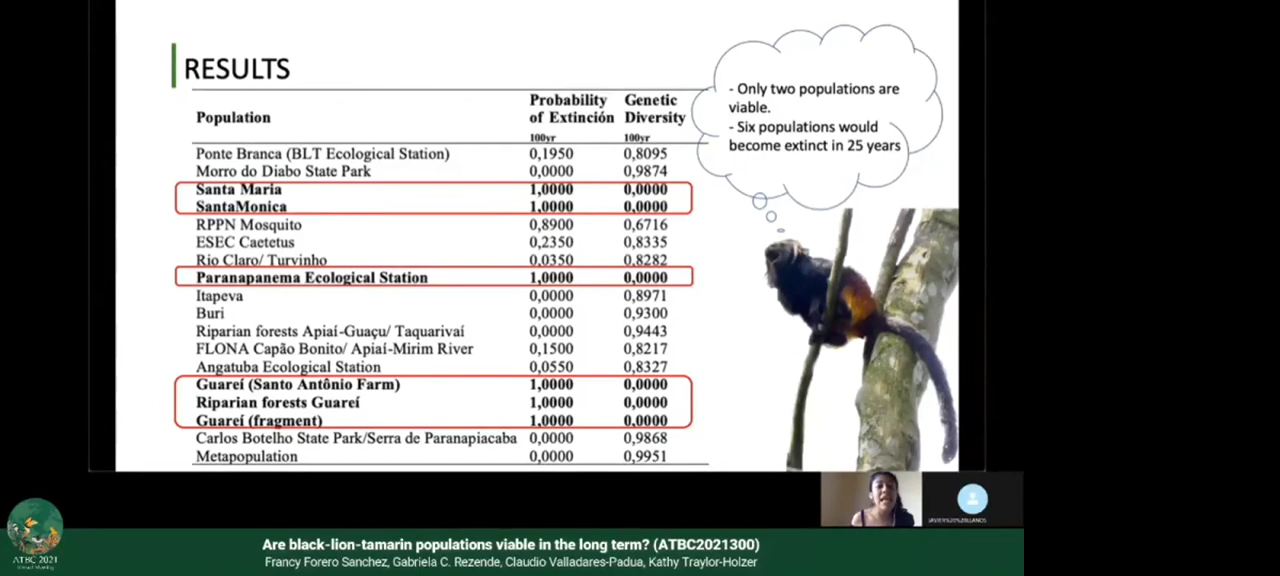 RESULTS
Population Probability of Extinción 100yr Genetic Diversity 100yr
Ponte Branca (BLT Ecological Station) 0,1950 0,8095
Morro do Diabo State Park 0,0000 0,9874
Santa Maria 1,0000 0,0000
SantaMonica 1,0000 0,0000
RPPN Mosquito 0,8900 0,6716
ESEC Caetetus 0,2350 0,8335
Rio Claro/ Turvinho 0,0350 0,8282
Paranapanema Ecological Station 1,0000 0,0000
Itapeva 0,0000 0,8971
Buri 0,0000 0,9300
Riparian forests Apiaí-Guaçu/ Taquarivaí 0,0000 0,9443
FLONA Capão Bonito/ Apiaí-Mirim River 0,1500 0,8217
Angatuba Ecological Station 0,0550 0,8327
Guareí (Santo Antônio Farm) 1,0000 0,0000
Riparian forests Guareí 1,0000 0,0000
Guareí (fragment) 1,0000 0,0000
Carlos Botelho State Park/Serra de Paranapiacaba 0,0000 0,9868
Metapopulation 0,0000 0,9951
- Only two populations are
viable.
- Six populations would
become extinct in 25 years
ATBC 2021
Are black-lion-tamarin populations viable in the long term? (ATBC2021300)
Francy Forero Sanchez, Gabriela C. Rezende, Claudio Valladares-Padua, Kathy Traylor-Holzer